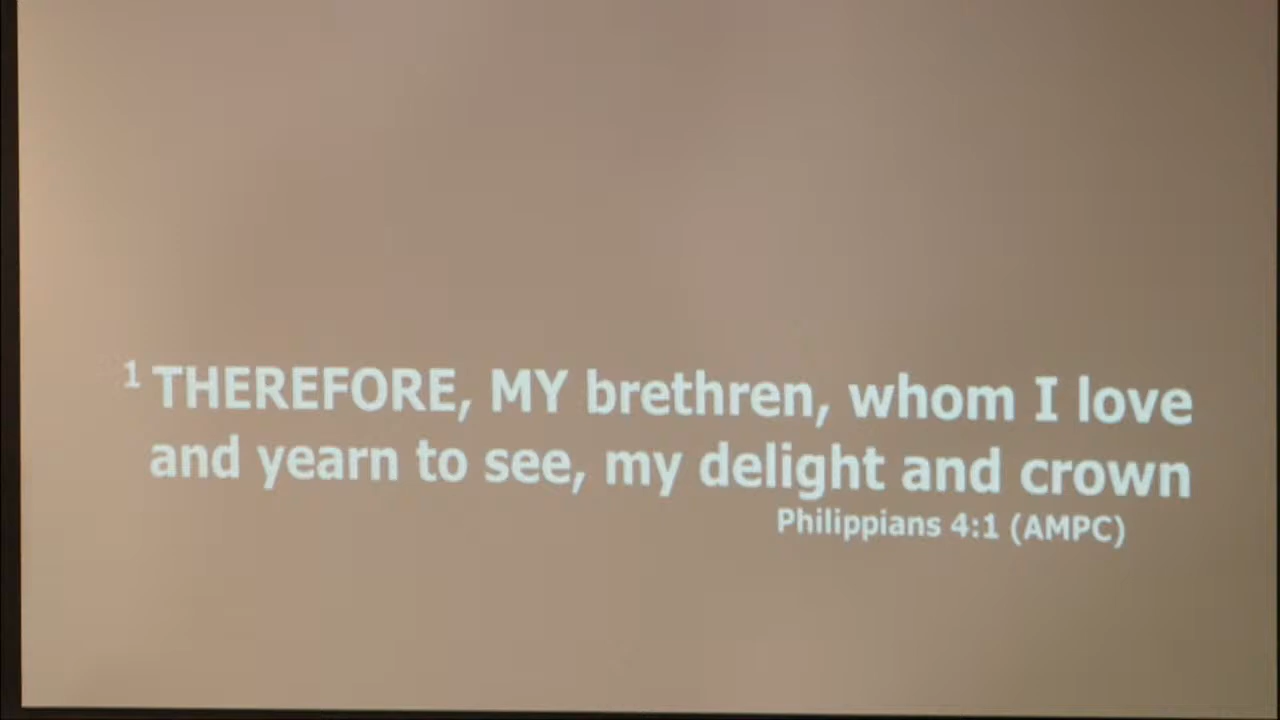 1 THEREFORE, MY brethren, whom I love
and yearn to see, my delight and crown
Philippians 4:1 (AMPC)